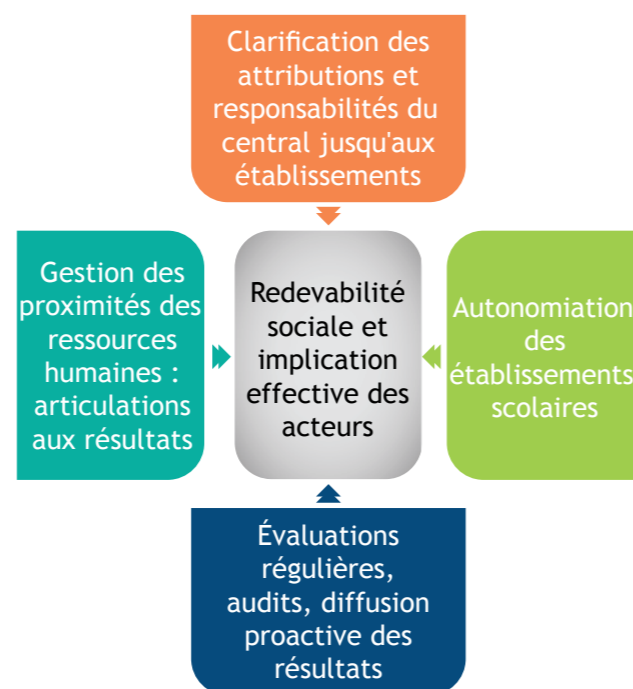 Clarification des
attributions et
responsabilités du
central jusqu'aux
établissements
Gestion des
proximités des
ressources
humaines :
articulations
aux résultats
Redevabilité
sociale et
implication
effective des
acteurs
Autonomiation
des
établissements
scolaires
Évaluations
régulières,
audits, diffusion
proactive des
résultats